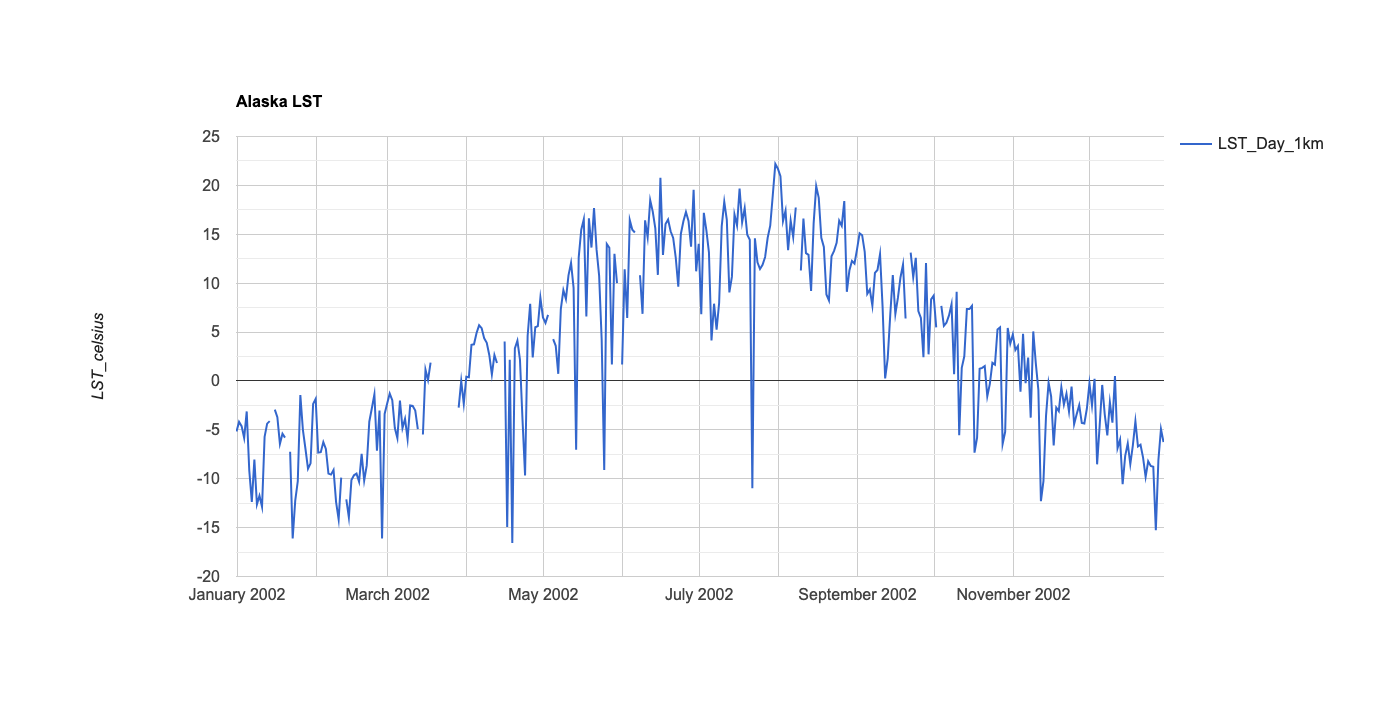 Alaska LST
LST_Day_1km
25
20
15
10
5
0
-5
-10
-15
-20
LST_celsius
January 2002
March 2002
May 2002
July 2002
September 2002
November 2002